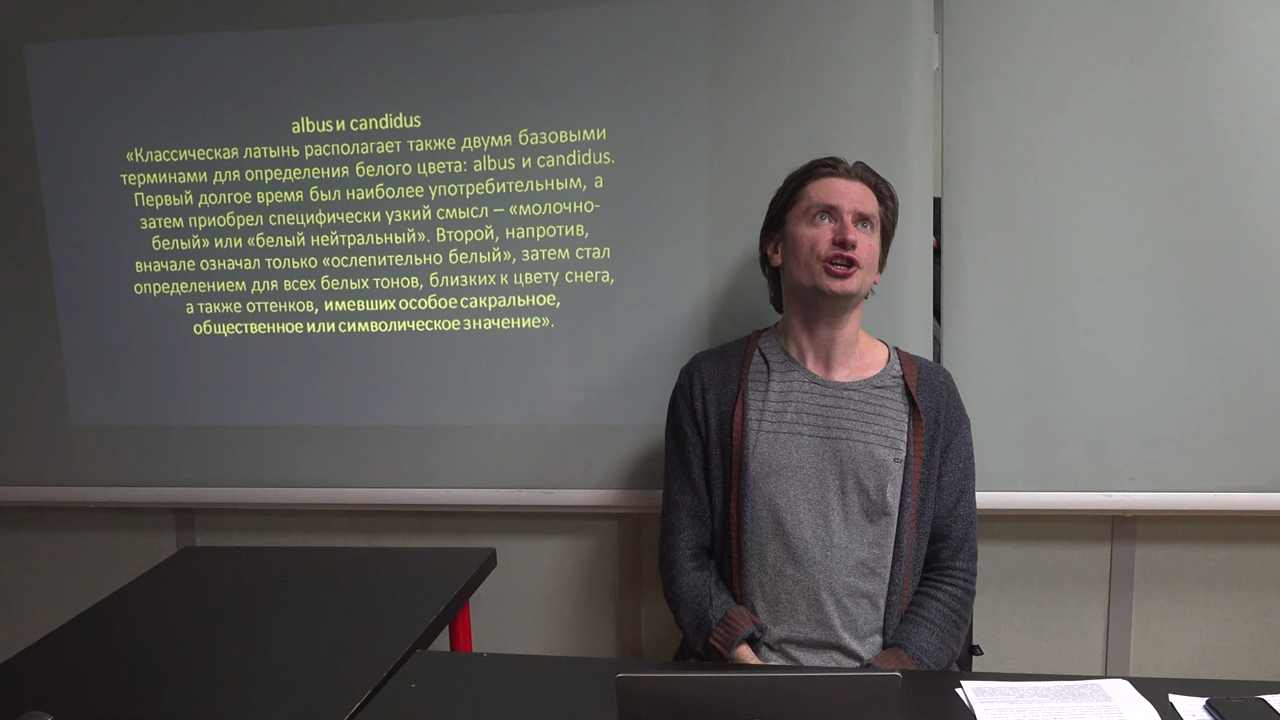 albus и candidus
«Классическая латынь располагает также двумя базовыми
терминами для определения белого цвета: albus и candidus.
Первый долгое время был наиболее употребительным, а
затем приобрел специфически узкий смысл – «молочно-
белый» или «белый нейтральный». Второй, напротив,
вначале означал только «ослепительно белый», затем стал
определением для всех белых тонов, близких к цвету снега,
а также оттенков, имевших особое сакральное,
общественное или символическое значение».